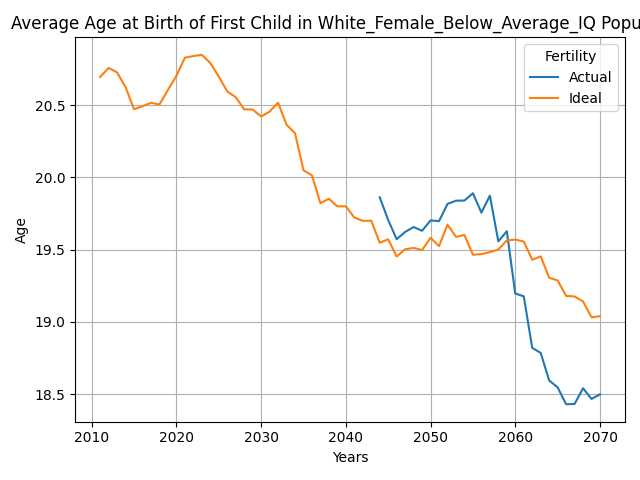 Average Age at Birth of First Child in White_Female_Below_Average_IQ Popu
Fertility
Actual
Ideal
Age
20.5
20.0
19.5
19.0
18.5
2010 2020 2030 2040 2050 2060 2070
Years